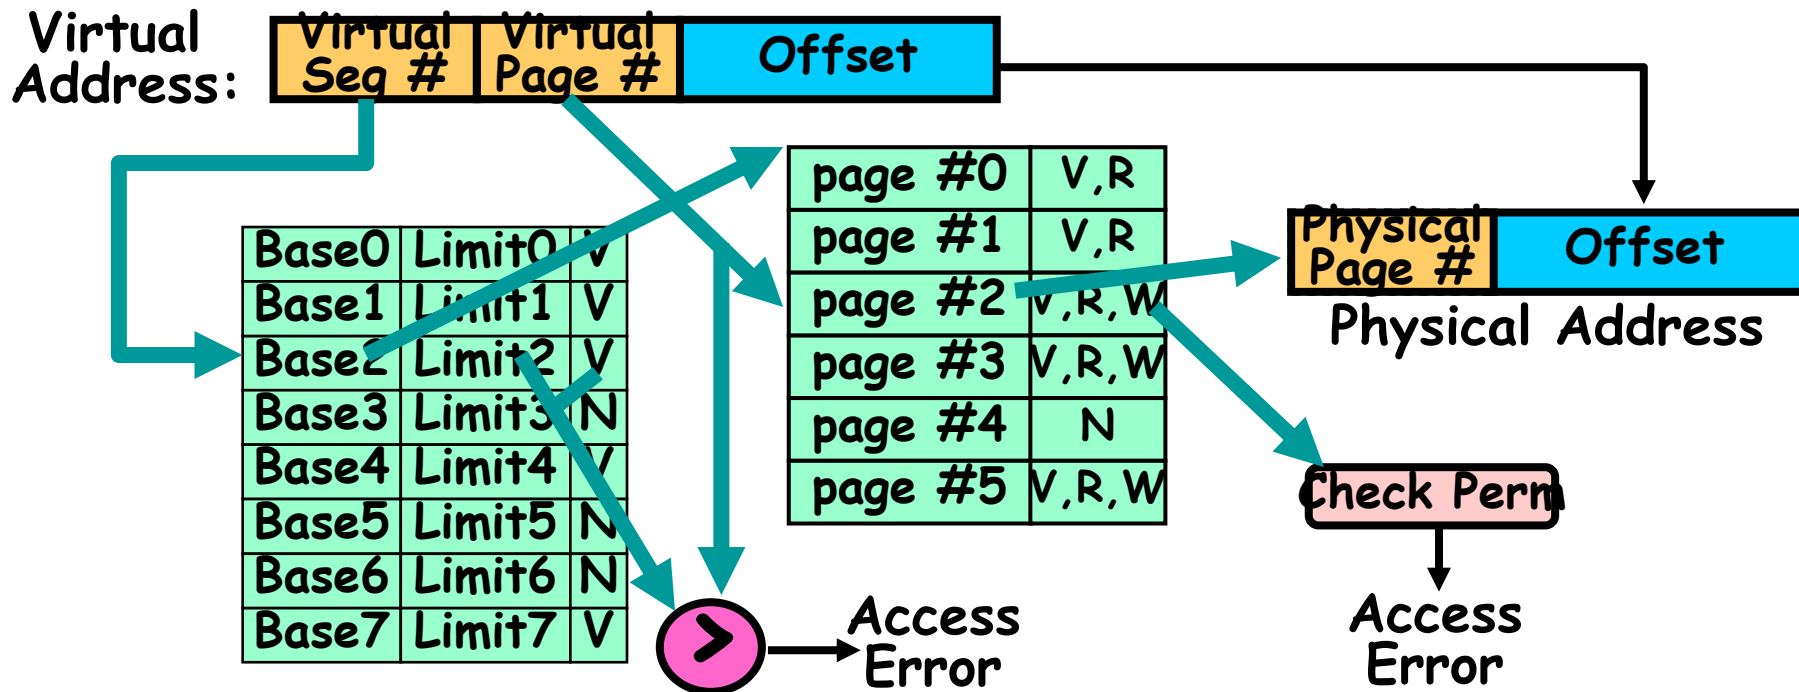 Virtual
Address:
Virtual
Seg #
Virtual
Page #
Offset
page #0 V,R
page #1 V,R
page #2 V,R,W
page #3 V,R,W
page #4 N
page #5 V,R,W
Base0 Limit0 V
Base1 Limit1 V
Base2 Limit2 V
Base3 Limit3 N
Base4 Limit4 V
Base5 Limit5 N
Base6 Limit6 N
Base7 Limit7 V
Physical
Page #
Offset
Physical Address
Check Perm
>
Access
Error
Access
Error